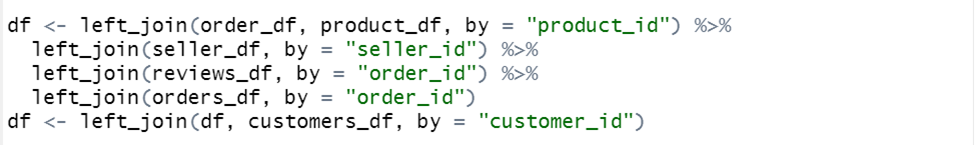 df <- left_join(order_df, product_df, by = "product_id") %>%
  left_join(seller_df, by = "seller_id") %>%
  left_join(reviews_df, by = "order_id") %>%
  left_join(orders_df, by = "order_id")
df <- left_join(df, customers_df, by = "customer_id")